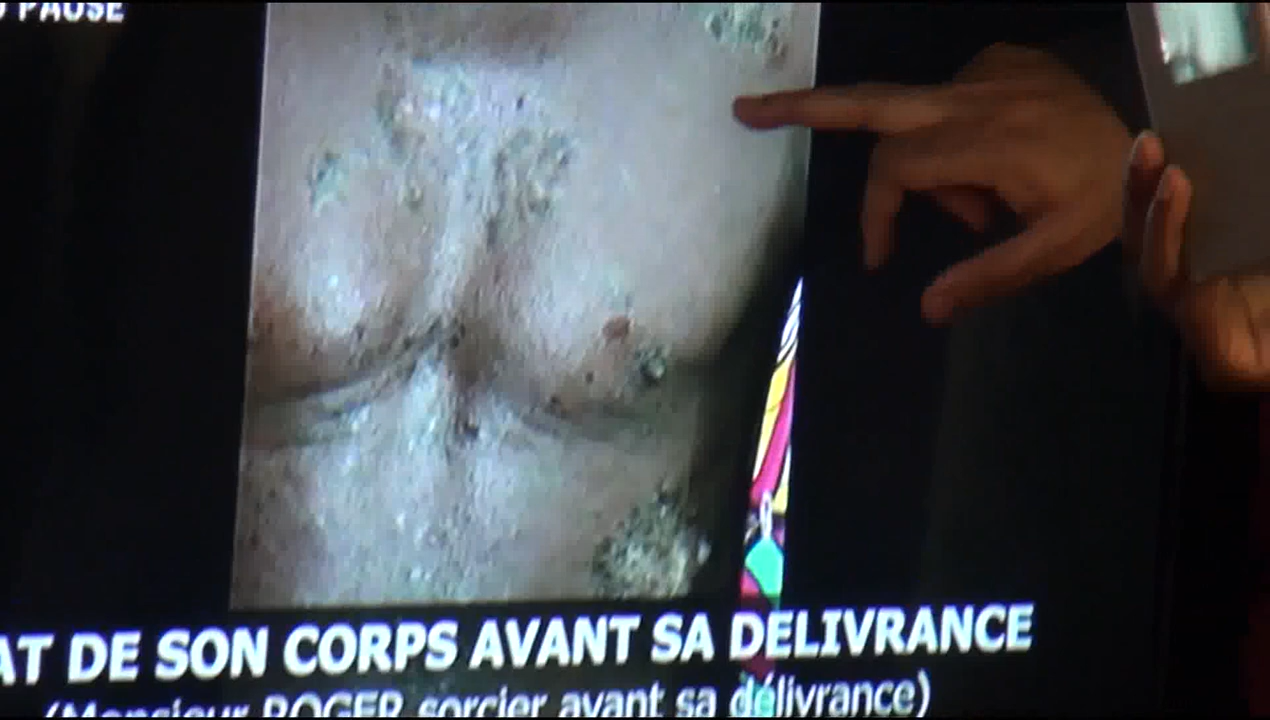 PAUSE
AT DE SON CORPS AVANT SA DELIVRANCE
(Monsieur ROGER sorcier avant sa délivrance)